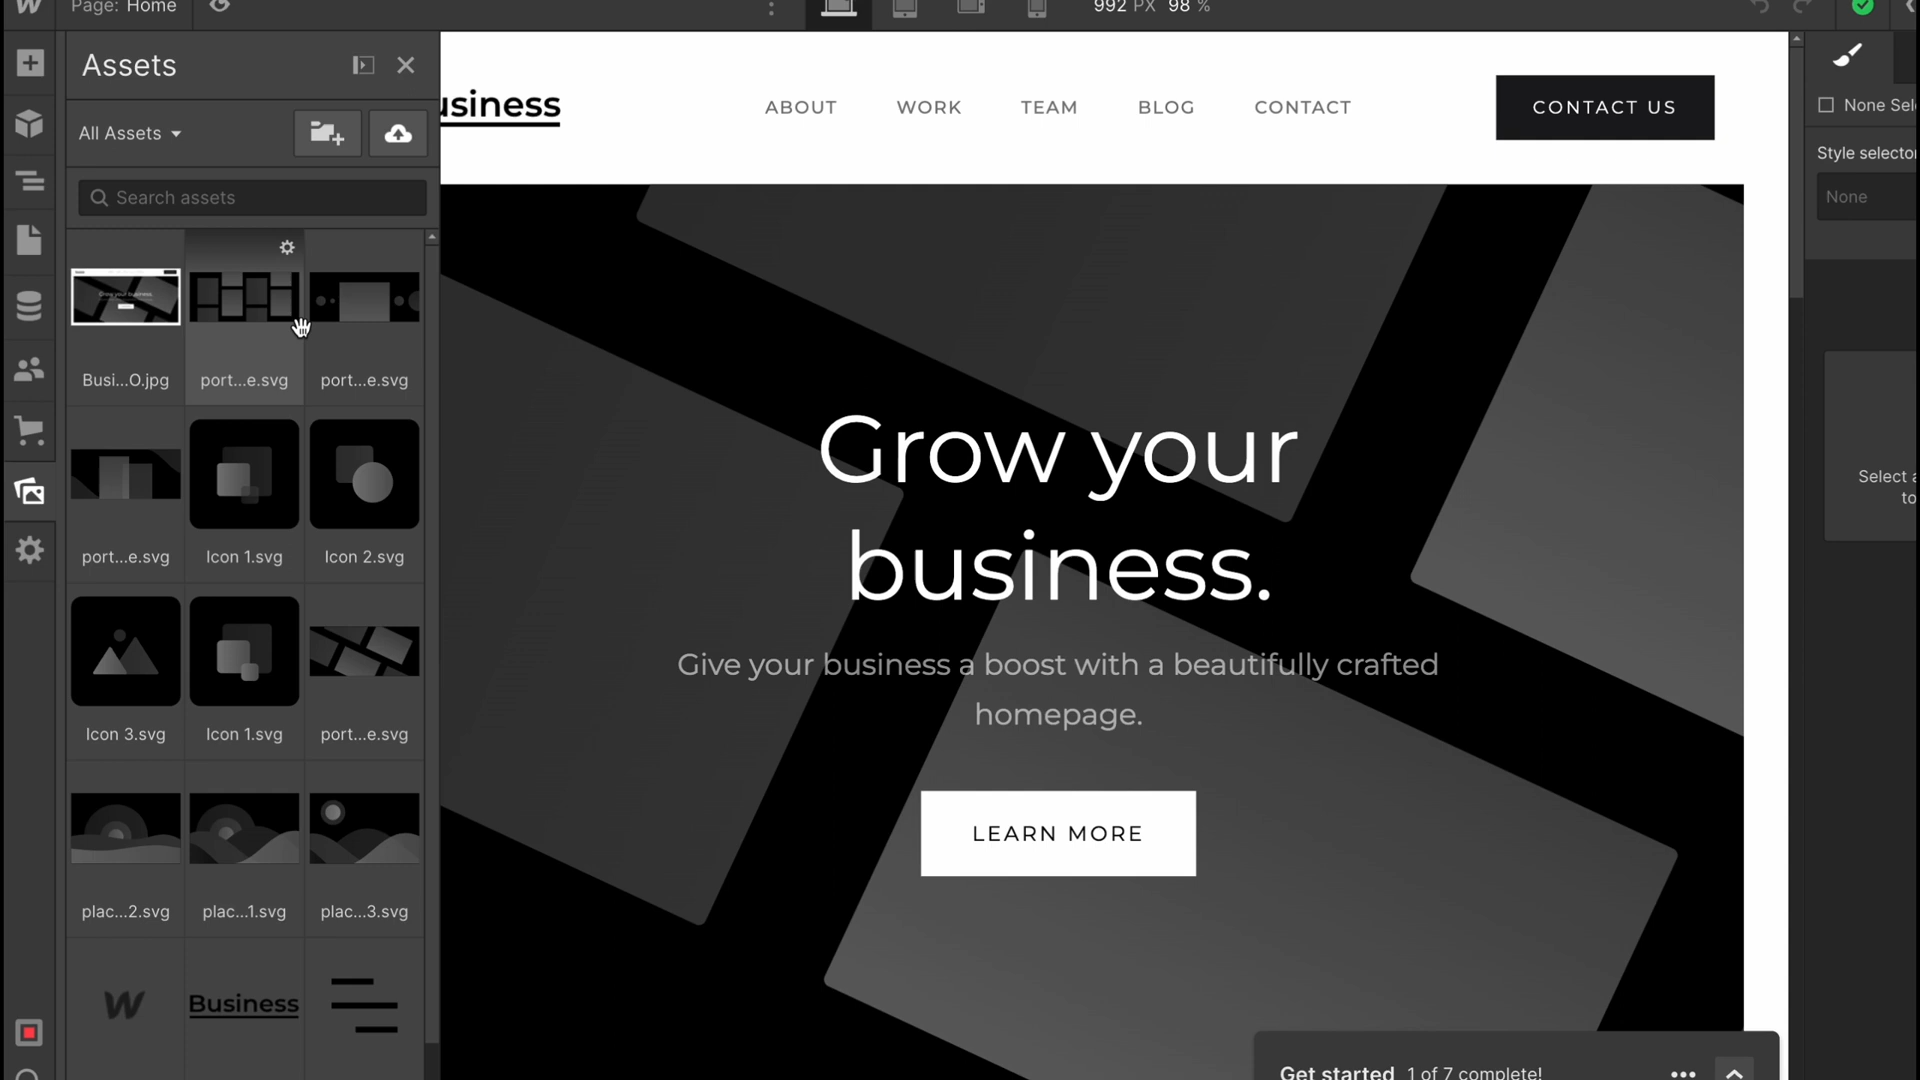 Page: Home
992 PX 98 %
Assets
All Assets
Search assets
Busi...O.jpg
port...e.svg
port...e.svg
port...e.svg
Icon 1.svg
Icon 2.svg
Icon 3.svg
Icon 1.svg
port...e.svg
plac...2.svg
plac...1.svg
plac...3.svg
W
Business
usiness
ABOUT
WORK
TEAM
BLOG
CONTACT
CONTACT US
Grow your
business.
Give your business a boost with a beautifully crafted
homepage.
LEARN MORE
Get started 1 of 7 complete!
None Sel
Style selector
None
Select a
to